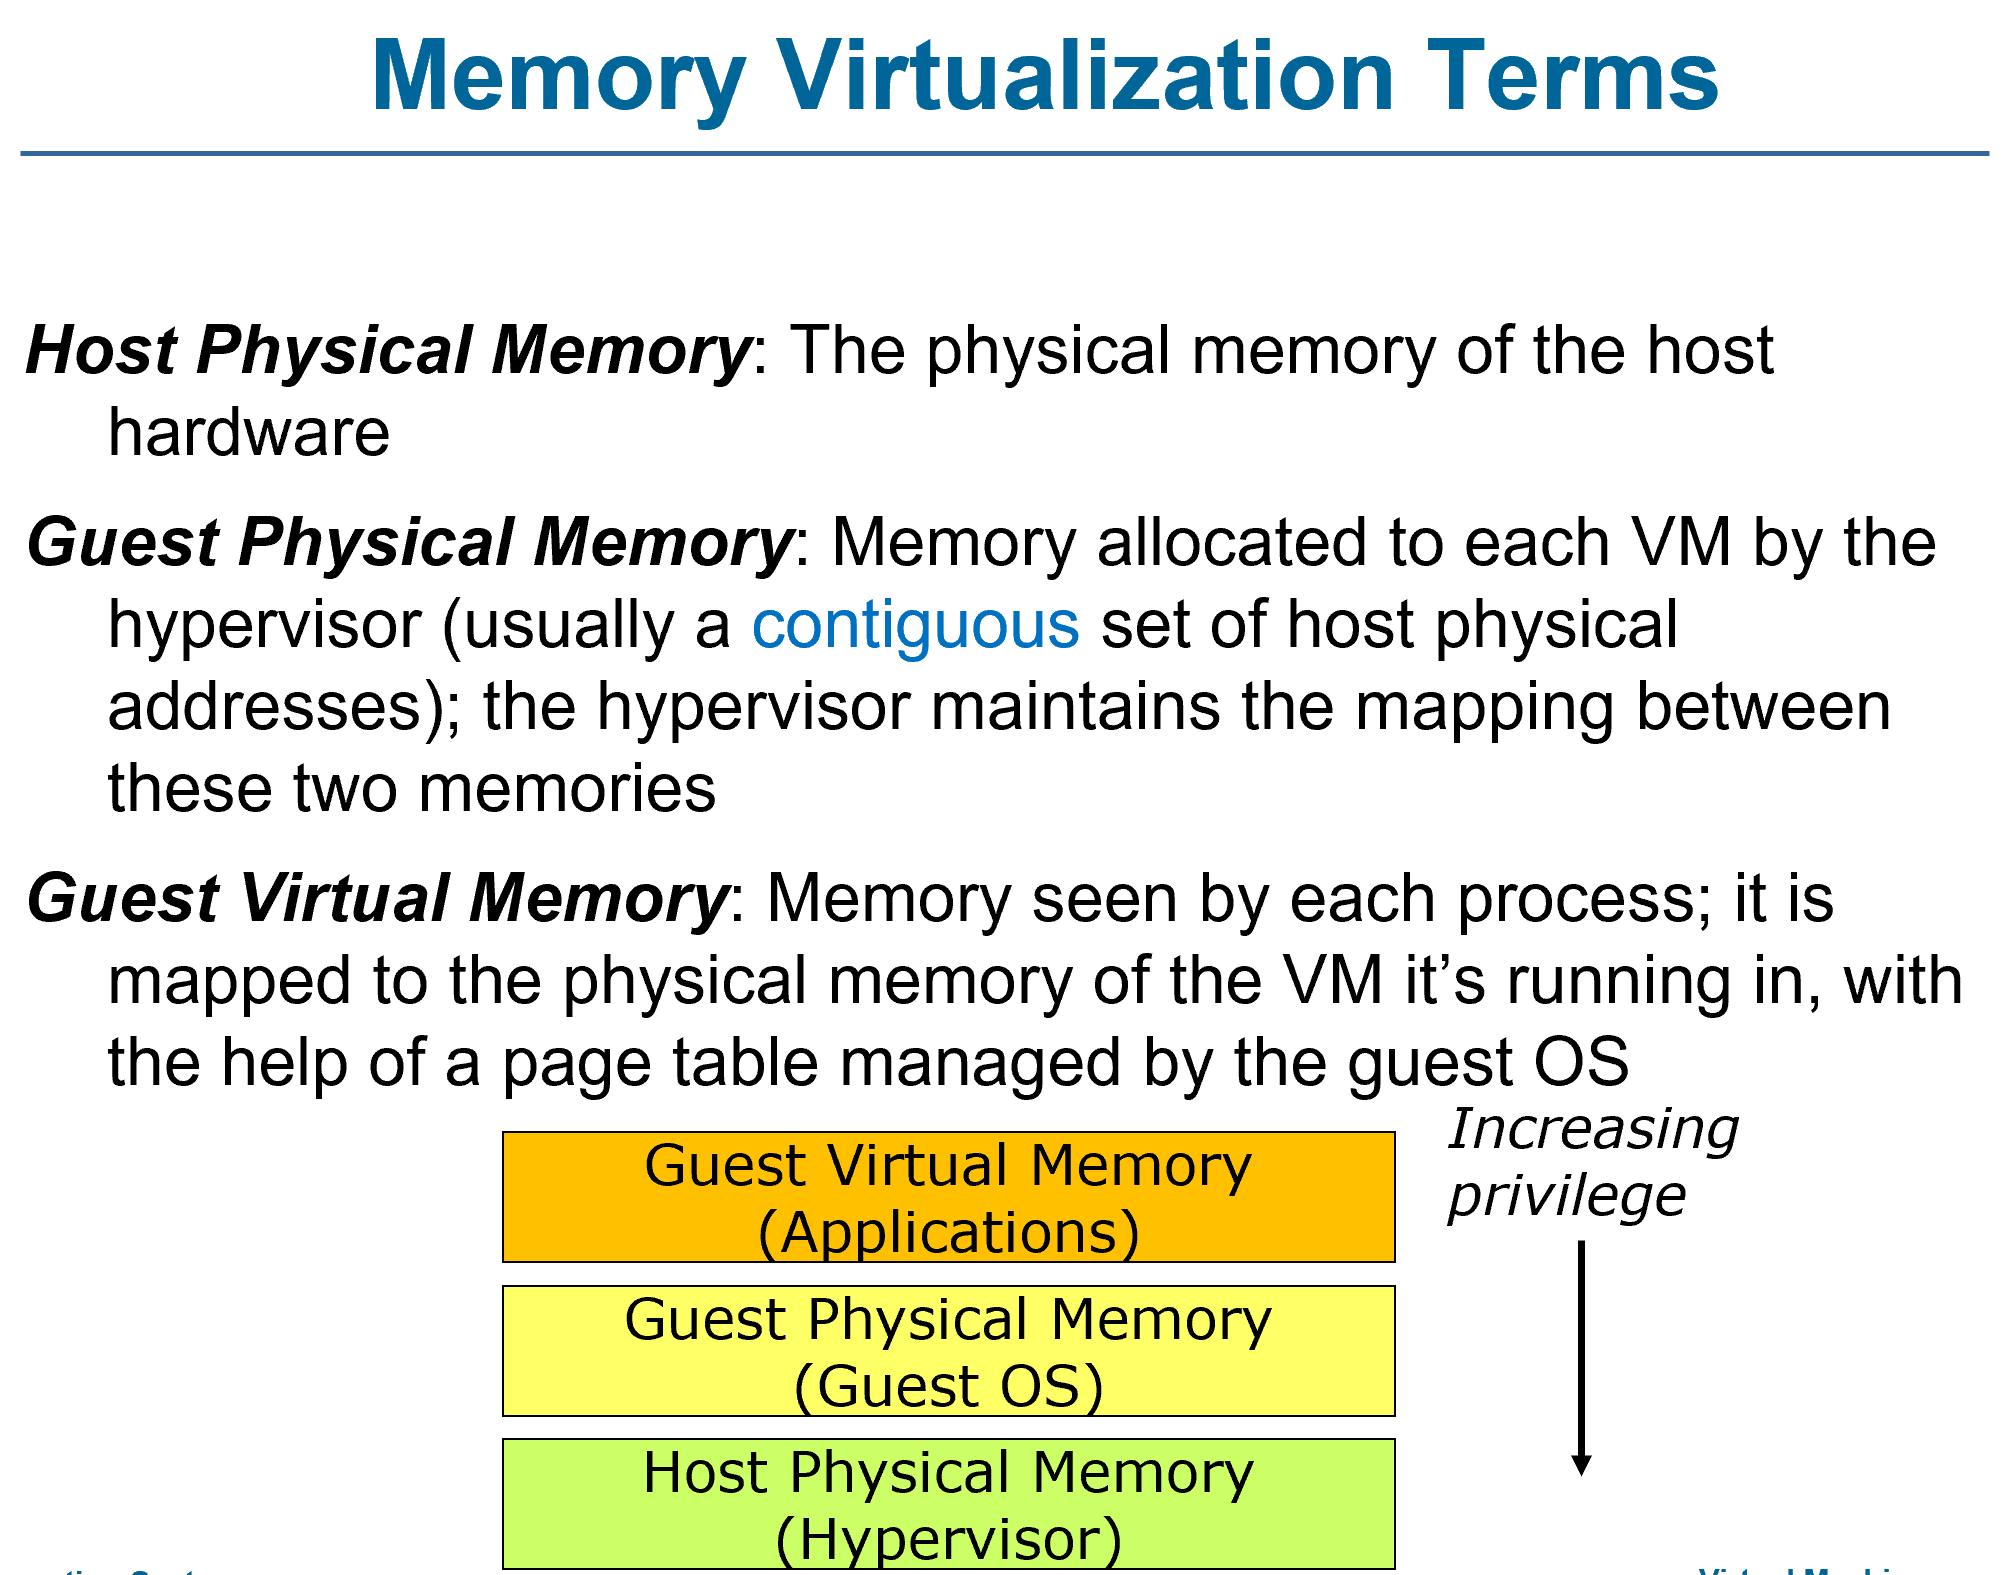 Memory Virtualization Terms
Host Physical Memory: The physical memory of the host
hardware
Guest Physical Memory: Memory allocated to each VM by the
hypervisor (usually a contiguous set of host physical
addresses); the hypervisor maintains the mapping between
these two memories
Guest Virtual Memory: Memory seen by each process; it is
mapped to the physical memory of the VM it’s running in, with
the help of a page table managed by the guest OS
Increasing
privilege
Guest Virtual Memory
(Applications)
Guest Physical Memory
(Guest OS)
Host Physical Memory
(Hypervisor)